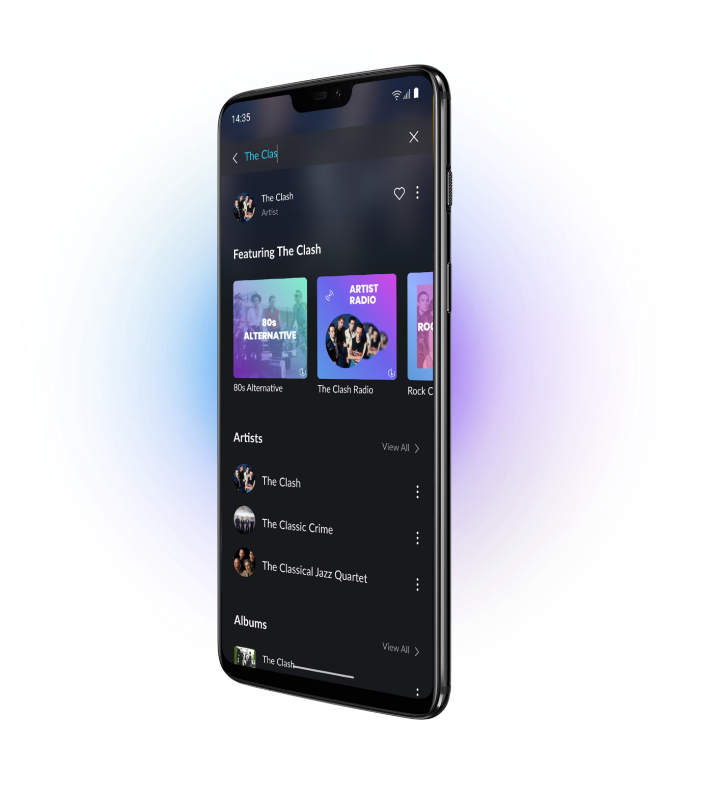 14:35
The Clas
The Clash
Artist
Featuring The Clash
80s
ALTERNATIVE
ARTIST
RADIO
ROC
80s Alternative
The Clash Radio
Rock C
Artists
View All
The Clash
The Classic Crime
The Classical Jazz Quartet
Albums
View All
The Clash